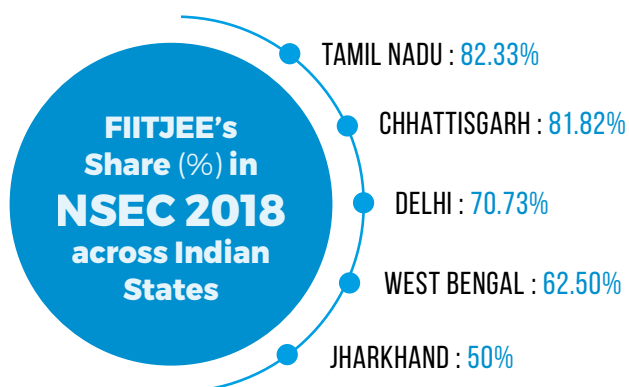 FIITJEE's
Share (%) in
NSEC 2018
across Indian
States
TAMIL NADU : 82.33%
CHHATTISGARH : 81.82%
DELHI : 70.73%
WEST BENGAL : 62.50%
JHARKHAND : 50%